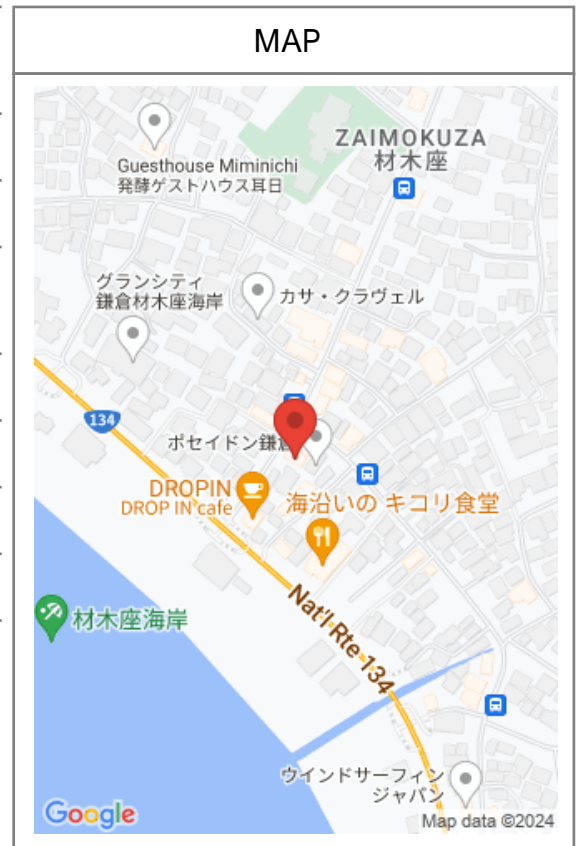 MAP
ZAIMOKUZA
材木座
Guesthouse Miminichi
発酵ゲストハウス耳日
グランシティ
鎌倉材木座海岸
カサ・クラヴェル
134
ポセイドン鎌倉
DROPIN
DROP IN cafe
海沿いの キコリ食堂
材木座海岸
Nat'l Rte 134
ウインドサーフィン
ジャパン
Google
Map data ©2024